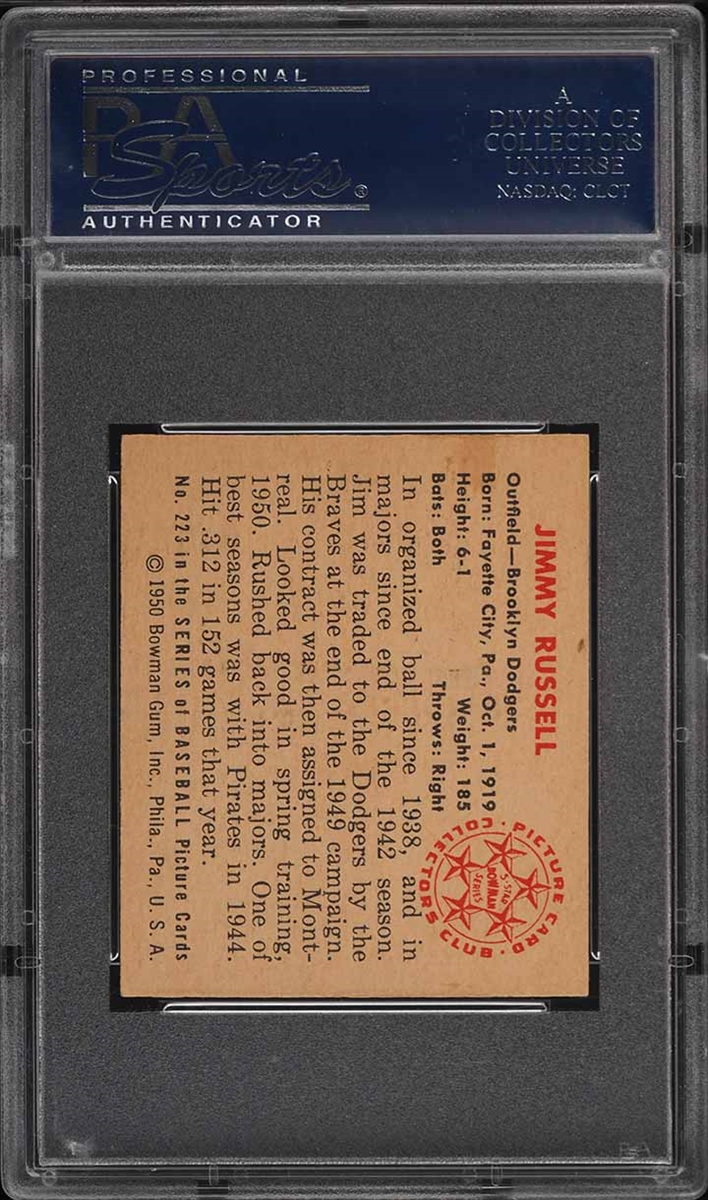 PROFESSIONAL
PSA
Sports®
AUTHENTICATOR
A
DIVISION OF
COLLECTORS
UNIVERSE
NASDAQ: CLCT
JIMMY RUSSELL
Outfield—Brooklyn Dodgers
Born: Fayette City, Pa., Oct. 1, 1919
Height: 6-1 Weight: 185
Bats: Both Throws: Right
In organized ball since 1938, and in
majors since end of the 1942 season.
Jim was traded to the Dodgers by the
Braves at the end of the 1949 campaign.
His contract was then assigned to Mont-
real. Looked good in spring training,
1950. Rushed back into majors. One of
best seasons was with Pirates in 1944.
Hit .312 in 152 games that year.
No. 223 in the SERIES of BASEBALL Picture Cards
©1950 Bowman Gum, Inc., Phila., Pa., U. S. A.
· PICTURE CARD ·
COLLECTORS CLUB
5-STAR
BOWMAN
SERIES